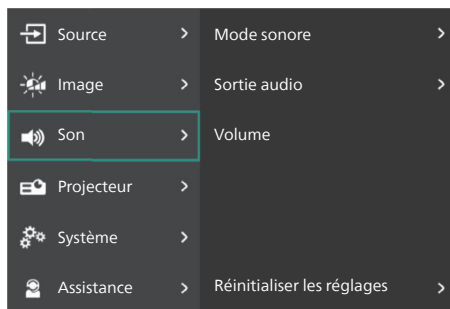 Source
Image
Son
Projecteur
Système
Assistance
Mode sonore
Sortie audio
Volume
Réinitialiser les réglages